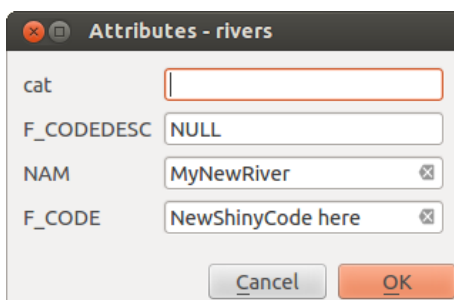 Attributes - rivers
cat
F_CODEDESC NULL
NAM MyNewRiver
F_CODE NewShinyCode here
Cancel OK